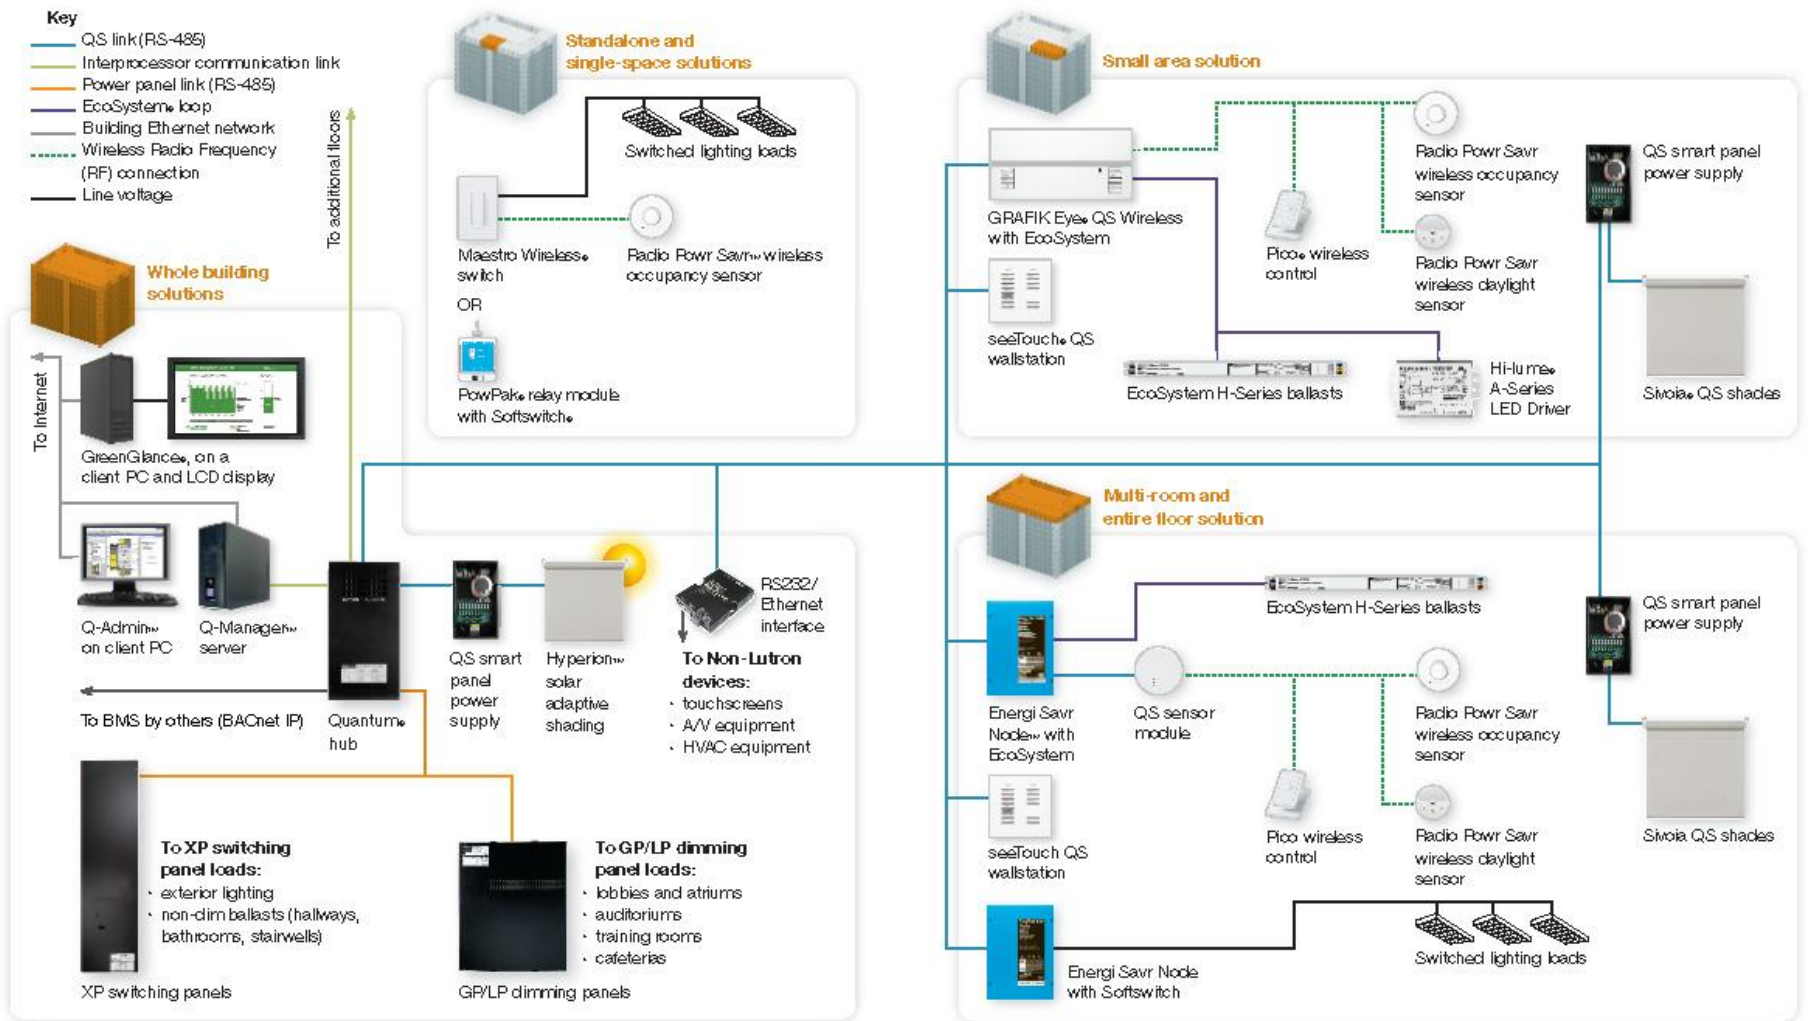 Key
QS link (RS-485)
Interprocessor communication link
Power panel link (RS-485)
EcoSystem® loop
Building Ethernet network
Wireless Radio Frequency
(RF) connection
Line voltage
To additional floors
Standalone and
single-space solutions
Switched lighting loads
Maestro Wireless®
switch
Radio Powr Savr™ wireless
occupancy sensor
OR
PowPak® relay module
with Softswitch®
Small area solution
GRAFIK Eye® QS Wireless
with EcoSystem
Pico® wireless
control
Radio Powr Savr
wireless occupancy
sensor
Radio Powr Savr
wireless daylight
sensor
QS smart panel
power supply
seeTouch® QS
wallstation
EcoSystem H-Series ballasts
Hi-lume®
A-Series
LED Driver
Sivoia® QS shades
Whole building
solutions
To Internet
GreenGlance®, on a
client PC and LCD display
Q-Admin™
on client PC
Q-Manager™
server
To BMS by others (BACnet IP)
Quantum®
hub
QS smart
panel
power
supply
Hyperion™
solar
adaptive
shading
RS232/
Ethernet
interface
To Non-Lutron
devices:
· touchscreens
· A/V equipment
· HVAC equipment
To XP switching
panel loads:
· exterior lighting
· non-dim ballasts (hallways,
bathrooms, stairwells)
XP switching panels
To GP/LP dimming
panel loads:
· lobbies and atriums
· auditoriums
· training rooms
· cafeterias
GP/LP dimming panels
Multi-room and
entire floor solution
EcoSystem H-Series ballasts
Energi Savr
Node™ with
EcoSystem
QS sensor
module
Radio Powr Savr
wireless occupancy
sensor
QS smart panel
power supply
seeTouch QS
wallstation
Pico wireless
control
Radio Powr Savr
wireless daylight
sensor
Sivoia QS shades
Energi Savr Node
with Softswitch
Switched lighting loads